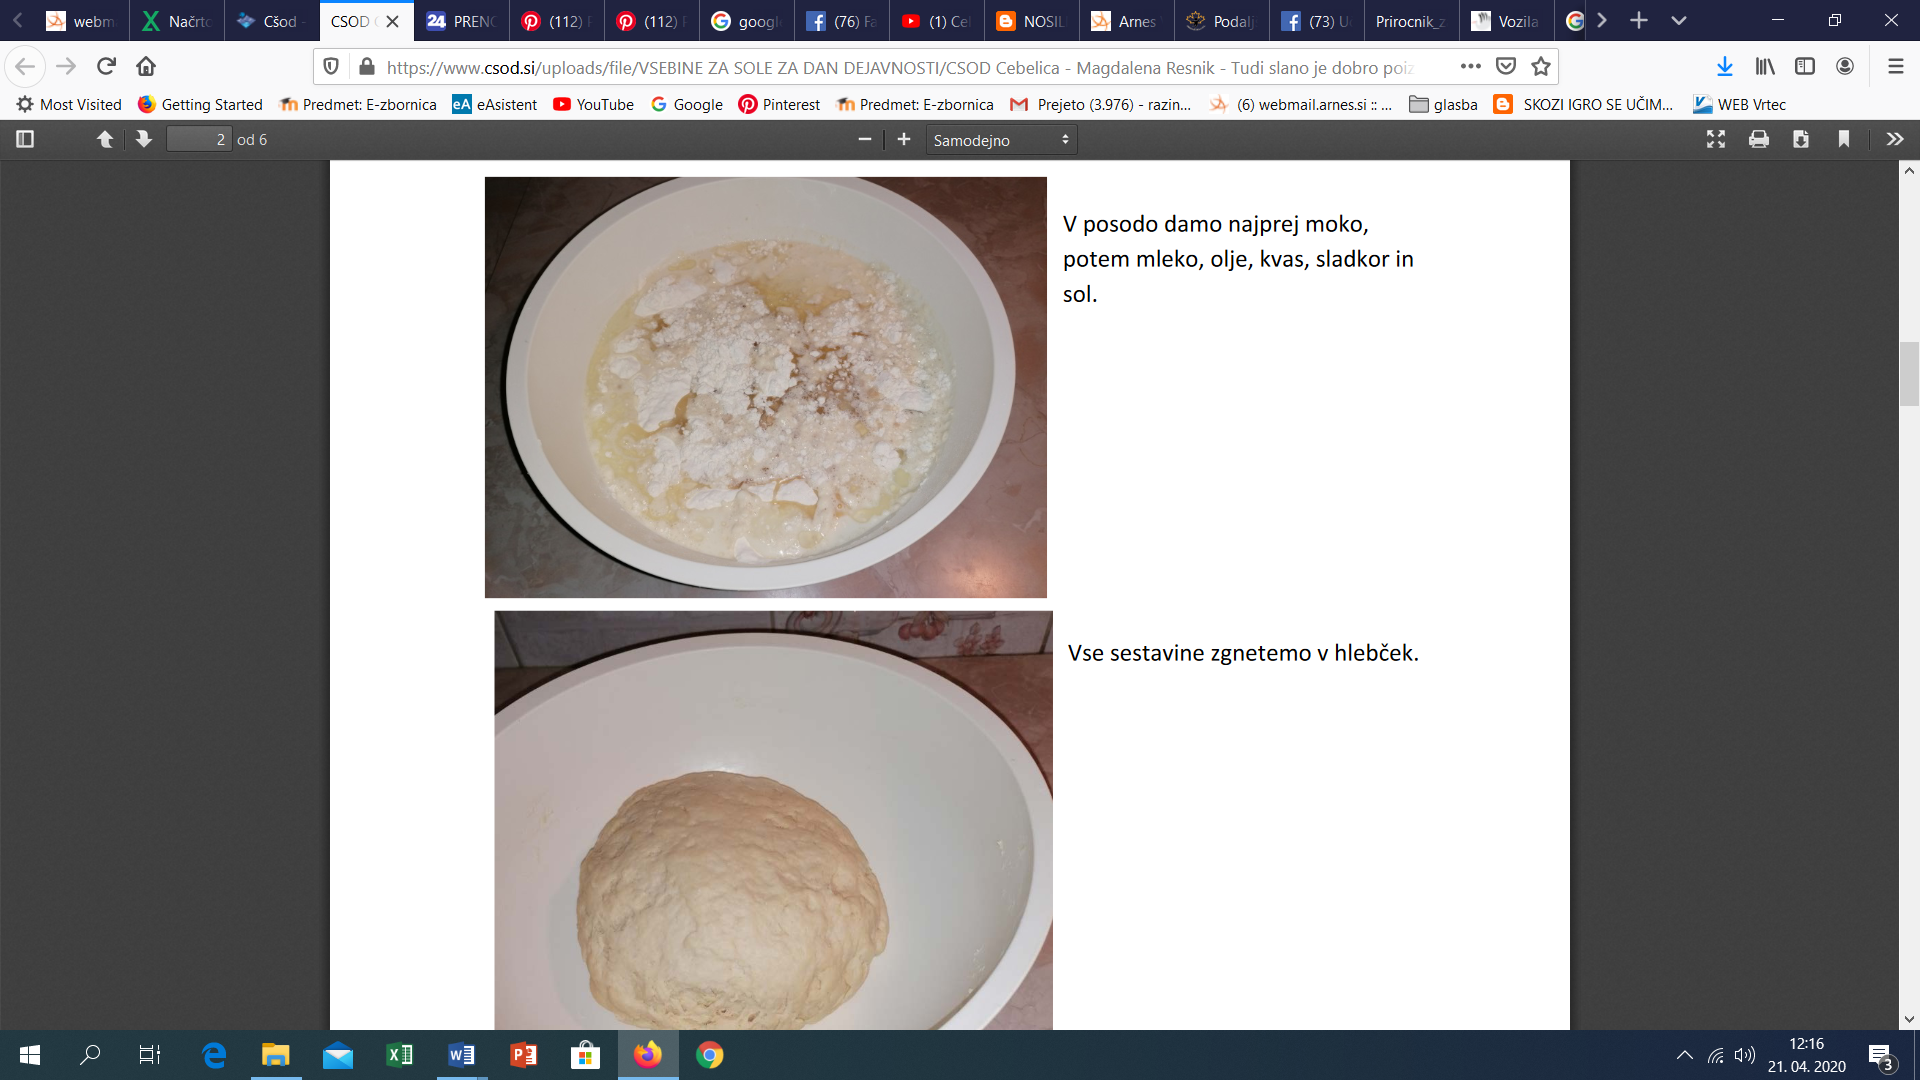 webm
Načrto
Cšod -
CSOD
PRENO
(112) F
(112) F
googl
(76) Fa
(1) Ce
NOSIL
Arnes
Podalj
(73) U
Prirocnik_z
Vozila
https://www.csod.si/uploads/file/VSEBINE ZA SOLE ZA DAN DEJAVNOSTI/CSOD Cebelica - Magdalena Resnik - Tudi slano je dobro poiz
Most Visited
Getting Started
Predmet: E-zbornica
eAsistent
YouTube
Google
Pinterest
Predmet: E-zbornica
Prejeto (3.976) - razin...
(6) webmail.arnes.si :: ...
glasba
SKOZI IGRO SE UČIM...
WEB Vrtec
2 od 6
Samodejno
V posodo damo najprej moko,
potem mleko, olje, kvas, sladkor in
sol.
Vse sestavine zgnetemo v hlebček.
12:16
21. 04. 2020
3